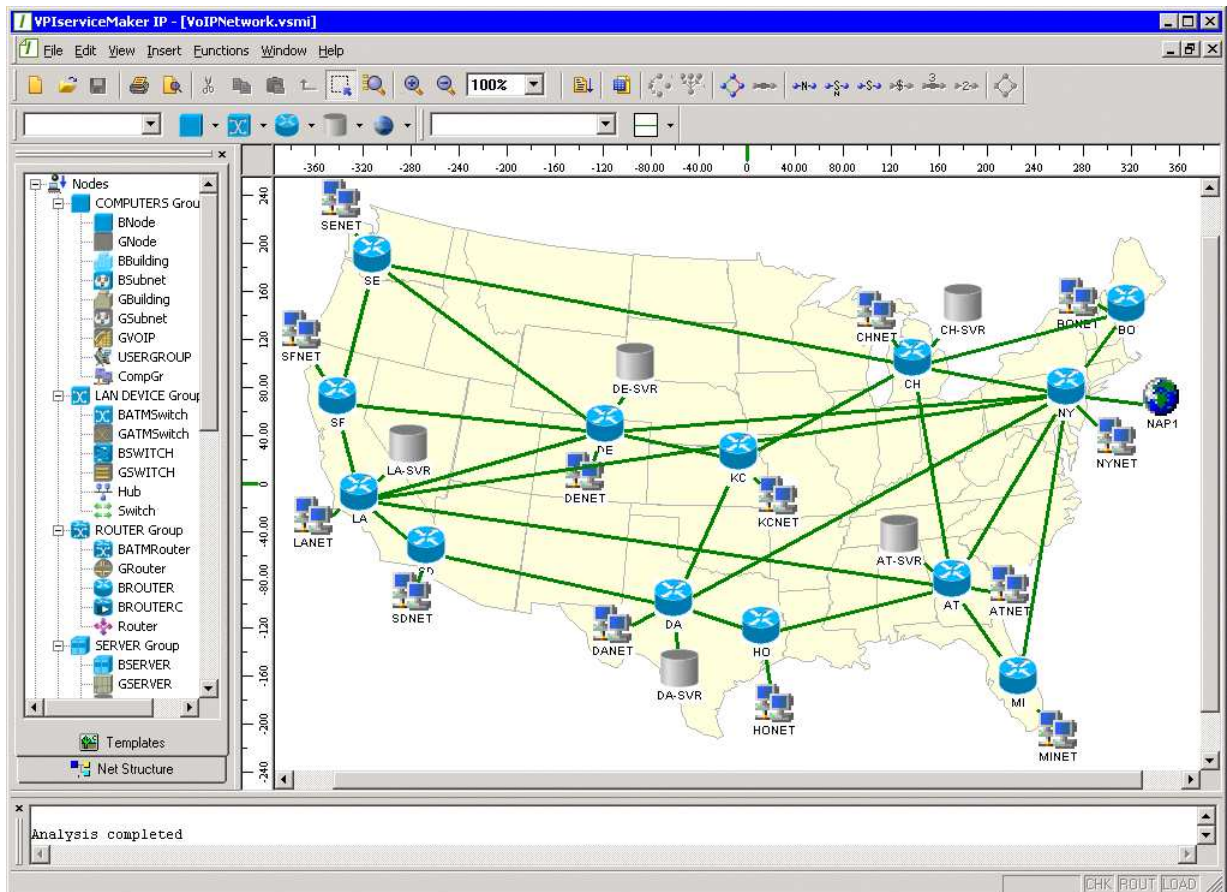 VPIserviceMaker IP - [VoIPNetwork.vsmi]
File Edit View Insert Functions Window Help
100%
-360 -320 -280 -240 -200 -160 -120 -80.00 -40.00 0 40.00 80.00 120 160 200 240 280 320 360
240
200
160
120
80.00
40.00
0
-40.00
-80.00
-120
-160
-200
-240
Nodes
COMPUTERS Grou
BNode
GNode
BBuilding
BSubnet
GBuilding
GSubnet
GVOIP
USERGROUP
CompGr
LAN DEVICE Group
BATMSwitch
GATMSwitch
BSWITCH
GSWITCH
Hub
Switch
ROUTER Group
BATMRouter
GRouter
BROUTER
BROUTERC
Router
SERVER Group
BSERVER
GSERVER
Templates
Net Structure
SENET
SE
SFNET
SF
LA-SVR
LANET
LA
SD
SDNET
DE-SVR
DE
DENET
KC
KCNET
CHNET
CH-SVR
CH
BONET
BO
NY
NAP1
NYNET
AT-SVR
AT
ATNET
DANET
DA
DA-SVR
HO
HONET
MI
MINET
Analysis completed
CHK ROUT LOAD